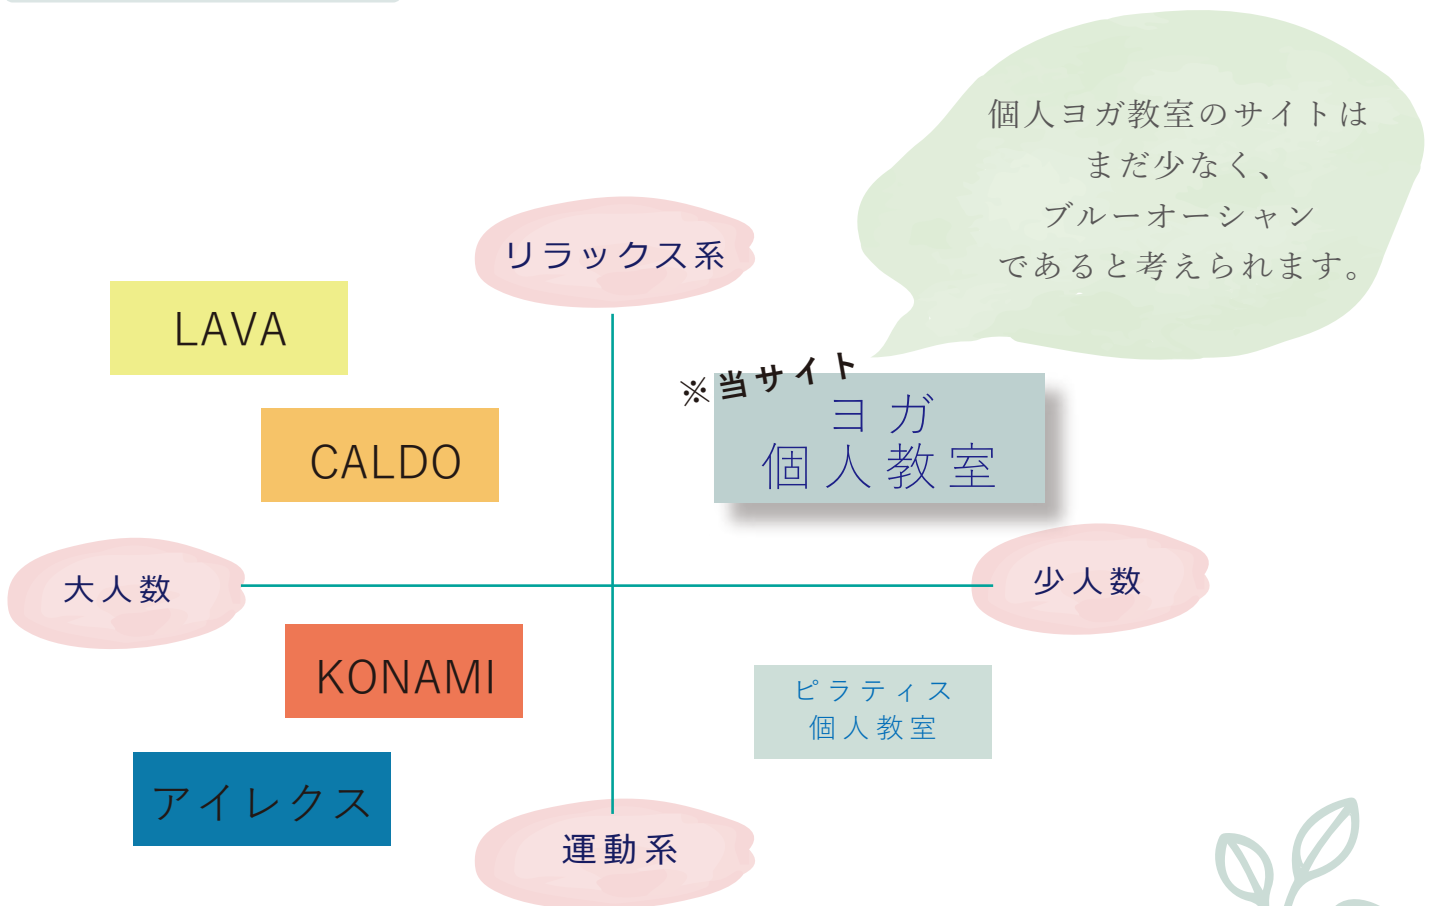 個人ヨガ教室のサイトは
まだ少なく、
ブルーオーシャン
であると考えられます。
リラックス系
LAVA
※当サイト
ヨガ
個人教室
CALDO
大人数
少人数
KONAMI
ピラティス
個人教室
アイレクス
運動系